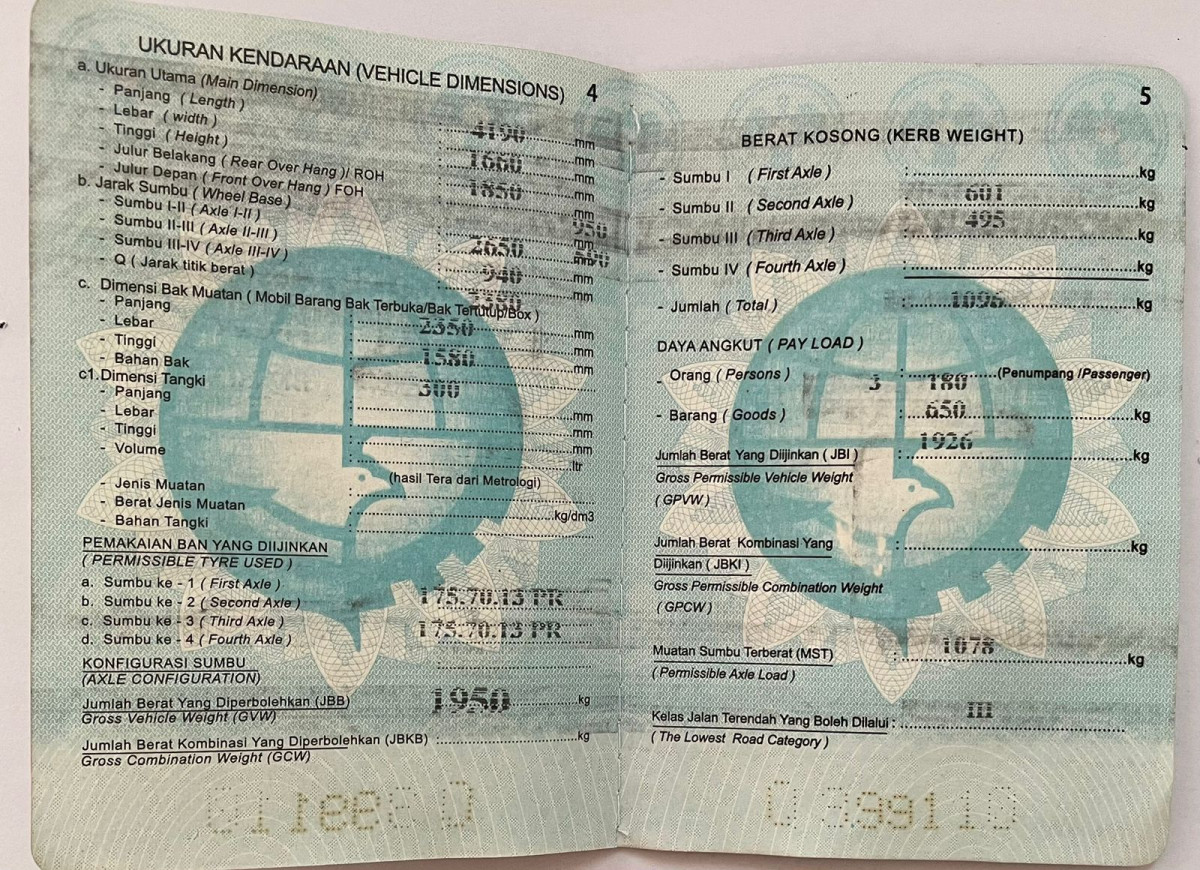 UKURAN KENDARAAN (VEHICLE DIMENSIONS) 4
a. Ukuran Utama (Main Dimension)
- Panjang ( Length ) : 4190 mm
- Lebar ( width ) : 1660 mm
- Tinggi ( Height ) : 1850 mm
- Julur Belakang ( Rear Over Hang )/ ROH 950 mm
- Julur Depan ( Front Over Hang ) FOH mm
b. Jarak Sumbu ( Wheel Base )
- Sumbu I-II ( Axle I-II ) : 2650 mm
- Sumbu II-III ( Axle II-III ) : 940 mm
- Sumbu III-IV ( Axle III-IV )
- Q ( Jarak titik berat )
c. Dimensi Bak Muatan ( Mobil Barang Bak Terbuka/Bak Tertutup/Box )
- Panjang : 2350 mm
- Lebar : 1580 mm
- Tinggi : 300 mm
- Bahan Bak :
c1. Dimensi Tangki
- Panjang : mm
- Lebar : mm
- Tinggi : mm
- Volume : ltr
(hasil Tera dari Metrologi)
- Jenis Muatan :
- Berat Jenis Muatan : kg/dm3
- Bahan Tangki :
PEMAKAIAN BAN YANG DIIJINKAN
( PERMISSIBLE TYRE USED )
a. Sumbu ke - 1 ( First Axle ) : 175.70.13 PR
b. Sumbu ke - 2 ( Second Axle ) : 175.70.13 PR
c. Sumbu ke - 3 ( Third Axle ) :
d. Sumbu ke - 4 ( Fourth Axle ) :
KONFIGURASI SUMBU :
(AXLE CONFIGURATION)
Jumlah Berat Yang Diperbolehkan (JBB) : 1950 kg
Gross Vehicle Weight (GVW)
Jumlah Berat Kombinasi Yang Diperbolehkan (JBKB) : kg
Gross Combination Weight (GCW)
5
BERAT KOSONG (KERB WEIGHT)
- Sumbu I ( First Axle ) : 601 kg
- Sumbu II ( Second Axle ) : 495 kg
- Sumbu III ( Third Axle ) : kg
- Sumbu IV ( Fourth Axle ) : kg
- Jumlah ( Total ) : 1096 kg
DAYA ANGKUT ( PAY LOAD )
- Orang ( Persons ) 3 : 180 (Penumpang /Passenger)
- Barang ( Goods ) : 650 kg
Jumlah Berat Yang Diijinkan ( JBI ) : 1926 kg
Gross Permissible Vehicle Weight
( GPVW )
Jumlah Berat Kombinasi Yang : kg
Diijinkan ( JBKI )
Gross Permissible Combination Weight
( GPCW )
Muatan Sumbu Terberat (MST) : 1078 kg
( Permissible Axle Load )
Kelas Jalan Terendah Yang Boleh Dilalui : III
( The Lowest Road Category )